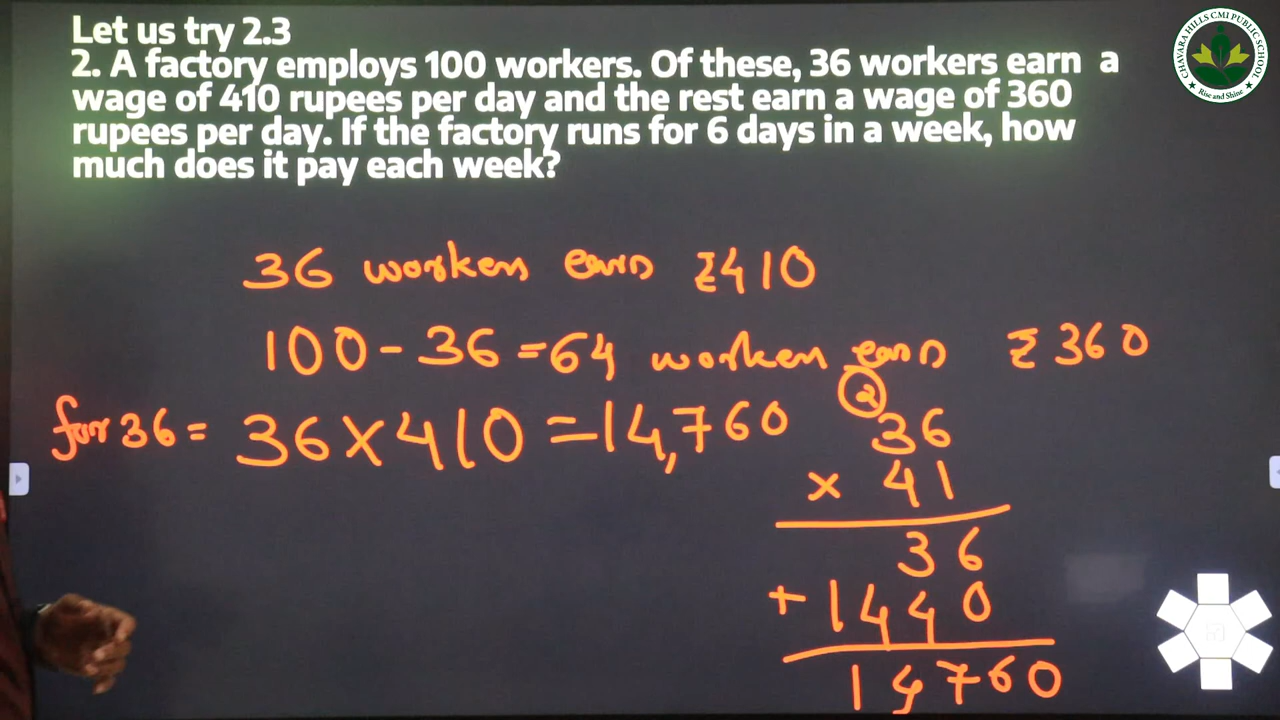 Let us try 2.3
2. A factory employs 100 workers. Of these, 36 workers earn a
wage of 410 rupees per day and the rest earn a wage of 360
rupees per day. If the factory runs for 6 days in a week, how
much does it pay each week?
CHAVARA HILLS CMI PUBLIC SCHOOL
Rise and Shine
36 workers earn ₹410
100 - 36 = 64 workers earn ₹ 360
for 36 = 36 × 410 = 14,760
2
36
× 41
36
+ 1440
14760